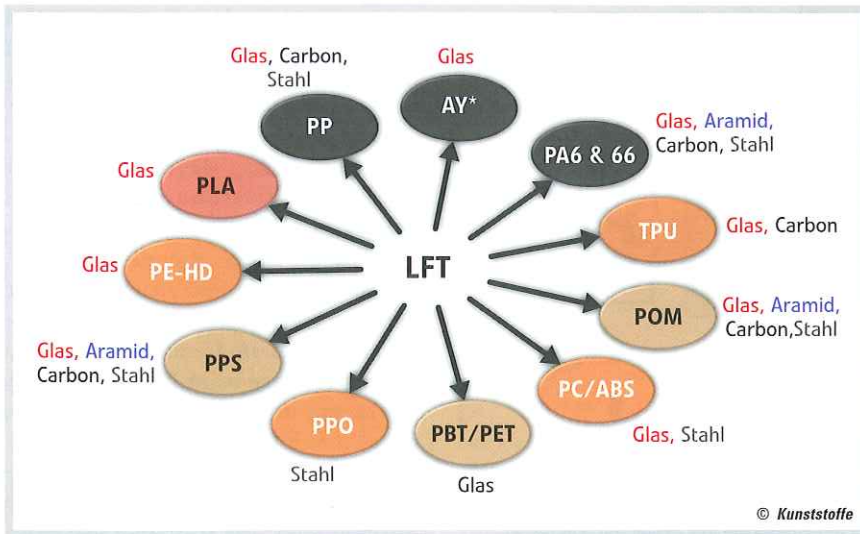 Glas, Carbon,
Stahl
PP
Glas
AY*
Glas, Aramid,
Carbon, Stahl
PA6 & 66
Glas
PLA
TPU
Glas, Carbon
Glas
PE-HD
LFT
POM
Glas, Aramid,
Carbon,Stahl
Glas, Aramid,
Carbon, Stahl
PPS
PC/ABS
Glas, Stahl
PPO
Stahl
PBT/PET
Glas
© Kunststoffe